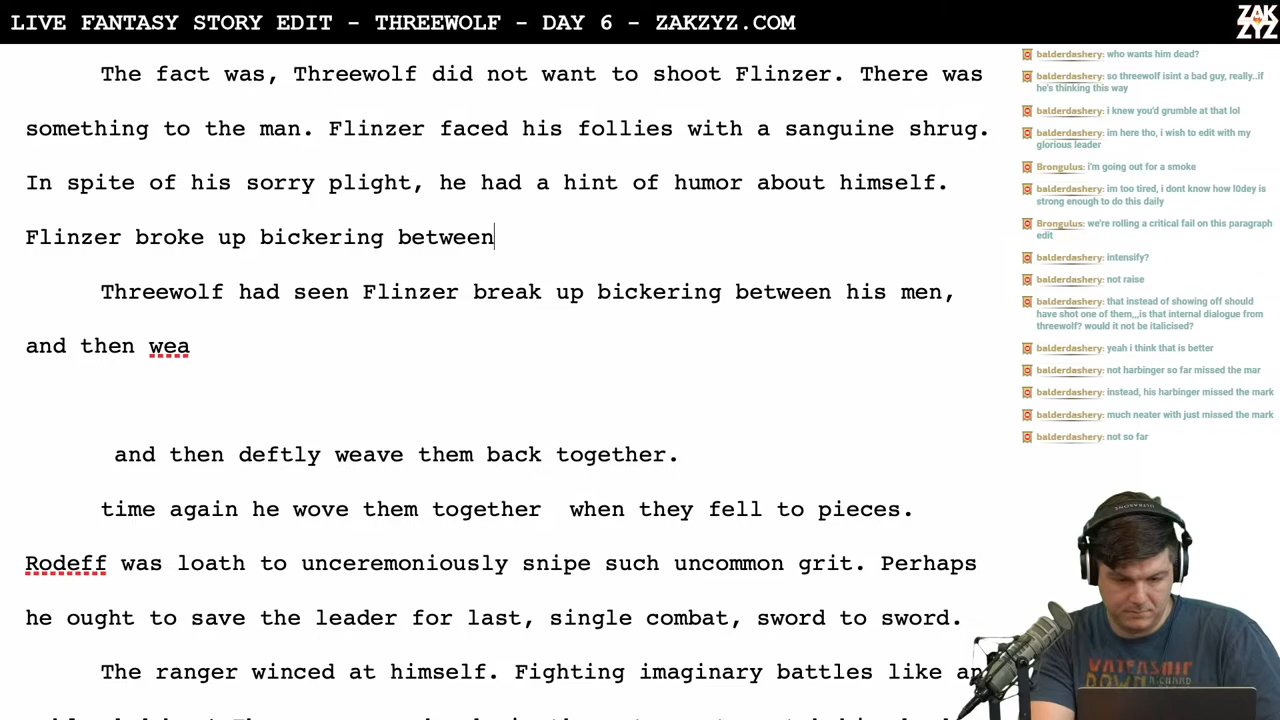 LIVE FANTASY STORY EDIT - THREEWOLF - DAY 6 - ZAKZYZ.COM
ZAK
ZYZ
The fact was, Threewolf did not want to shoot Flinzer. There was
something to the man. Flinzer faced his follies with a sanguine shrug.
In spite of his sorry plight, he had a hint of humor about himself.
Flinzer broke up bickering between
Threewolf had seen Flinzer break up bickering between his men,
and then wea
and then deftly weave them back together.
time again he wove them together  when they fell to pieces.
Rodeff was loath to unceremoniously snipe such uncommon grit. Perhaps
he ought to save the leader for last, single combat, sword to sword.
The ranger winced at himself. Fighting imaginary battles like an
balderdashery: who wants him dead?
balderdashery: so threewolf isint a bad guy, really..if
he's thinking this way
balderdashery: i knew you'd grumble at that lol
balderdashery: im here tho, i wish to edit with my
glorious leader
Brongulus: i'm going out for a smoke
balderdashery: im too tired, i dont know how l0dey is
strong enough to do this daily
Brongulus: we're rolling a critical fail on this paragraph
edit
balderdashery: intensify?
balderdashery: not raise
balderdashery: that instead of showing off should
have shot one of them,,,is that internal dialogue from
threewolf? would it not be italicised?
balderdashery: yeah i think that is better
balderdashery: not harbinger so far missed the mar
balderdashery: instead, his harbinger missed the mark
balderdashery: much neater with just missed the mark
balderdashery: not so far
ULTRASONE
WATERSHIP
DOWN